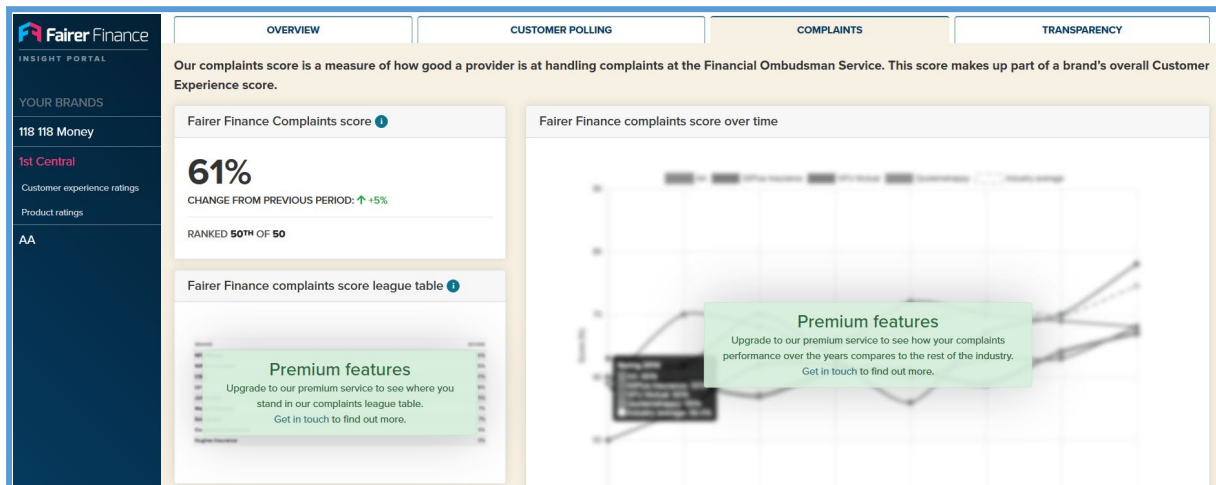 Fairer Finance
INSIGHT PORTAL
YOUR BRANDS
118 118 Money
1st Central
Customer experience ratings
Product ratings
AA
OVERVIEW
CUSTOMER POLLING
COMPLAINTS
TRANSPARENCY
Our complaints score is a measure of how good a provider is at handling complaints at the Financial Ombudsman Service. This score makes up part of a brand's overall Customer
Experience score.
Fairer Finance Complaints score
61%
CHANGE FROM PREVIOUS PERIOD: ↑ +5%
RANKED 50TH OF 50
Fairer Finance complaints score league table
Premium features
Upgrade to our premium service to see where you
stand in our complaints league table.
Get in touch to find out more.
Fairer Finance complaints score over time
Premium features
Upgrade to our premium service to see how your complaints
performance over the years compares to the rest of the industry.
Get in touch to find out more.